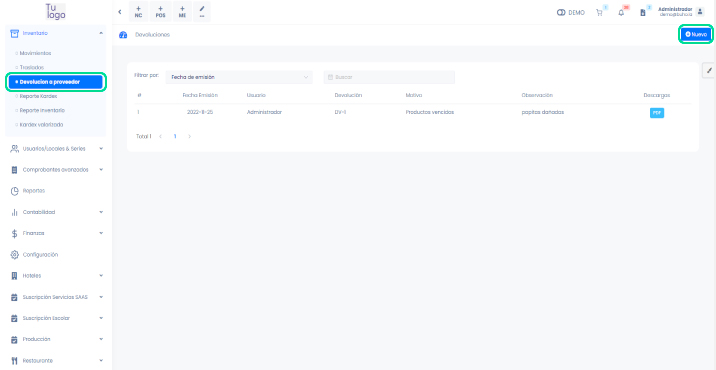 Tu
logo
Inventario
Movimientos
Traslados
Devolucion a proveedor
Reporte Kardex
Reporte Inventario
Kardex valorizado
Usuarios/Locales & Series
Comprobantes avanzados
Reportes
Contabilidad
Finanzas
Configuración
Hoteles
Suscripción Servicios SAAS
Suscripción Escolar
Producción
Restaurante
+ NC
+ POS
+ ME
DEMO
Administrador
Devoluciones
Nuevo
Filtrar por:
Fecha de emisión
Buscar
# Fecha Emisión Usuario Devolución Motivo Observación Descargas
1 2022-11-25 Administrador DV-1 Productos vencidos papitas dañadas PDF
Total 1 < 1 >